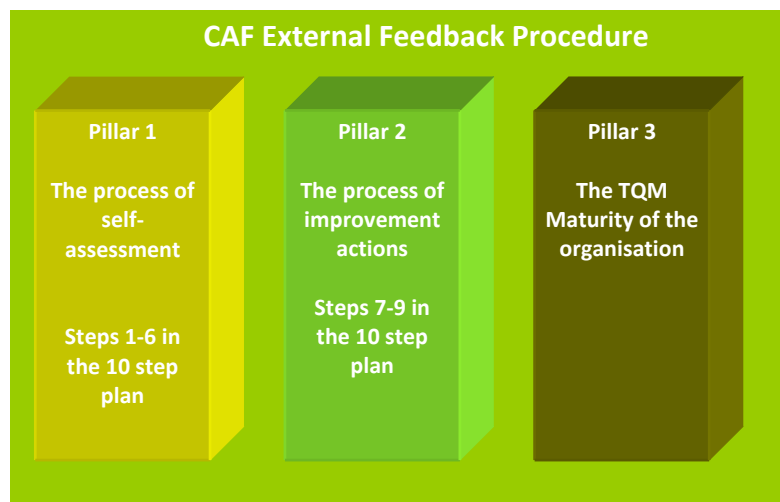 CAF External Feedback Procedure
Pillar 1
The process of
self-
assessment
Steps 1-6 in
the 10 step
plan
Pillar 2
The process of
improvement
actions
Steps 7-9 in
the 10 step
plan
Pillar 3
The TQM
Maturity of the
organisation